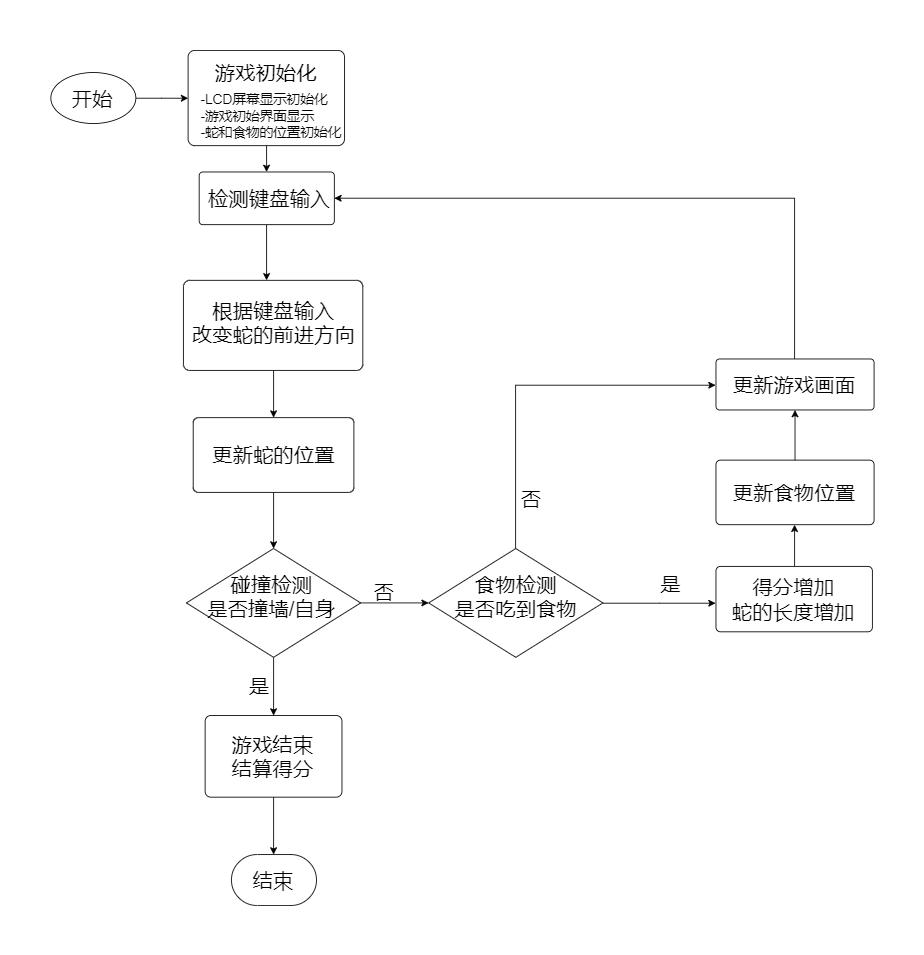 开始
游戏初始化
-LCD屏幕显示初始化
-游戏初始界面显示
-蛇和食物的位置初始化
检测键盘输入
根据键盘输入
改变蛇的前进方向
更新蛇的位置
碰撞检测
是否撞墙/自身
否
食物检测
是否吃到食物
否
是
得分增加
蛇的长度增加
更新食物位置
更新游戏画面
是
游戏结束
结算得分
结束